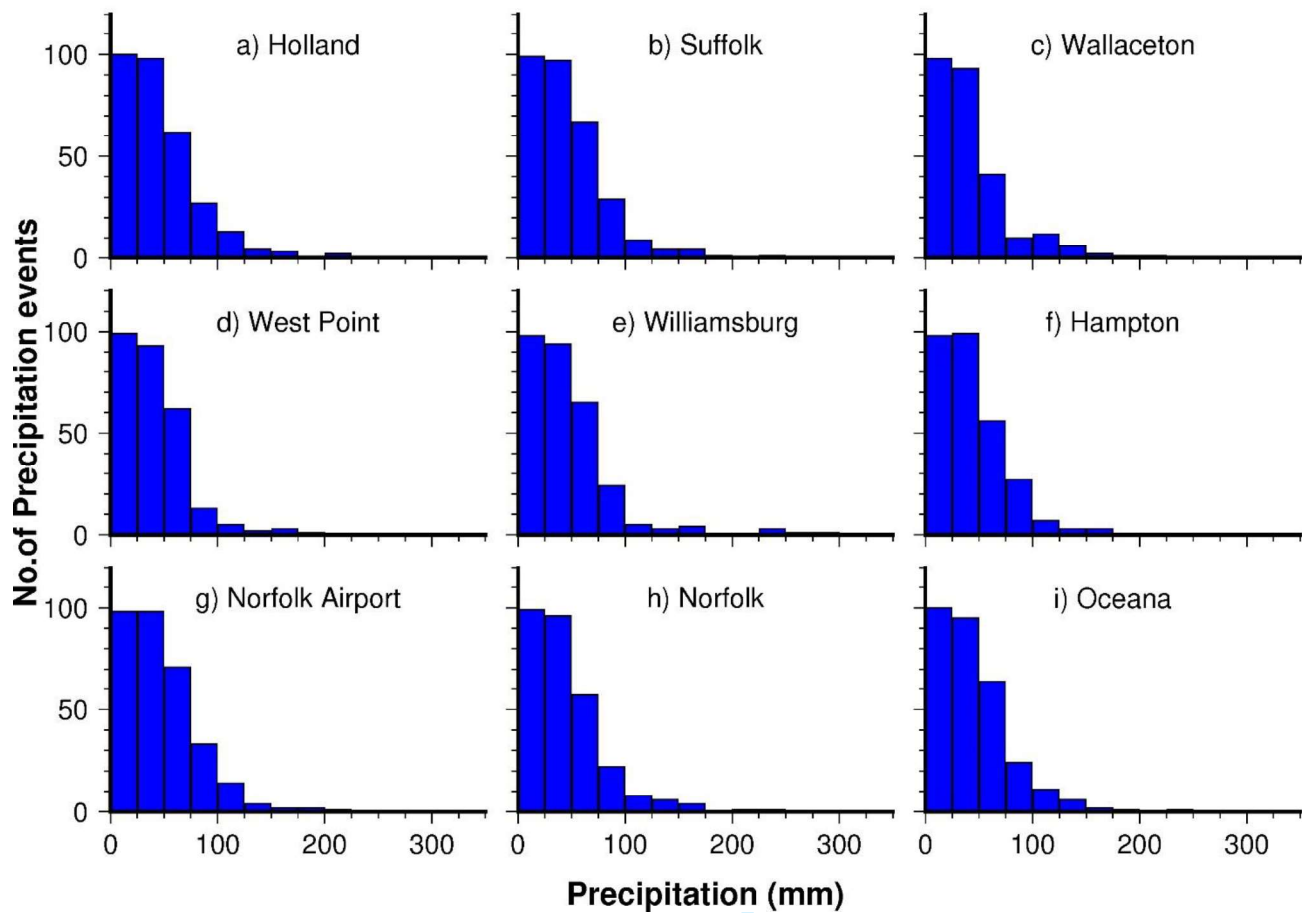 a) Holland
b) Suffolk
c) Wallaceton
100
50
0
d) West Point
e) Williamsburg
f) Hampton
100
50
0
g) Norfolk Airport
h) Norfolk
i) Oceana
100
50
0
0 100 200 300
0 100 200 300
0 100 200 300
No.of Precipitation events
Precipitation (mm)